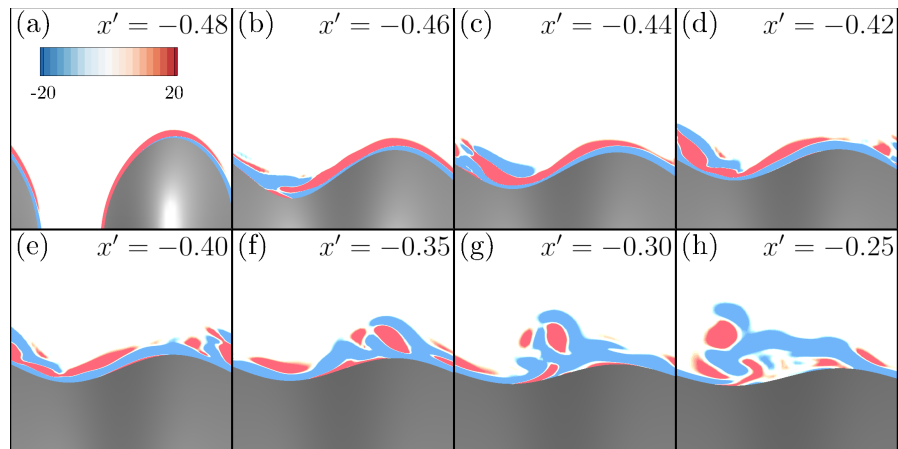 (a) x′ = −0.48
-20 20
(b) x′ = −0.46
(c) x′ = −0.44
(d) x′ = −0.42
(e) x′ = −0.40
(f) x′ = −0.35
(g) x′ = −0.30
(h) x′ = −0.25